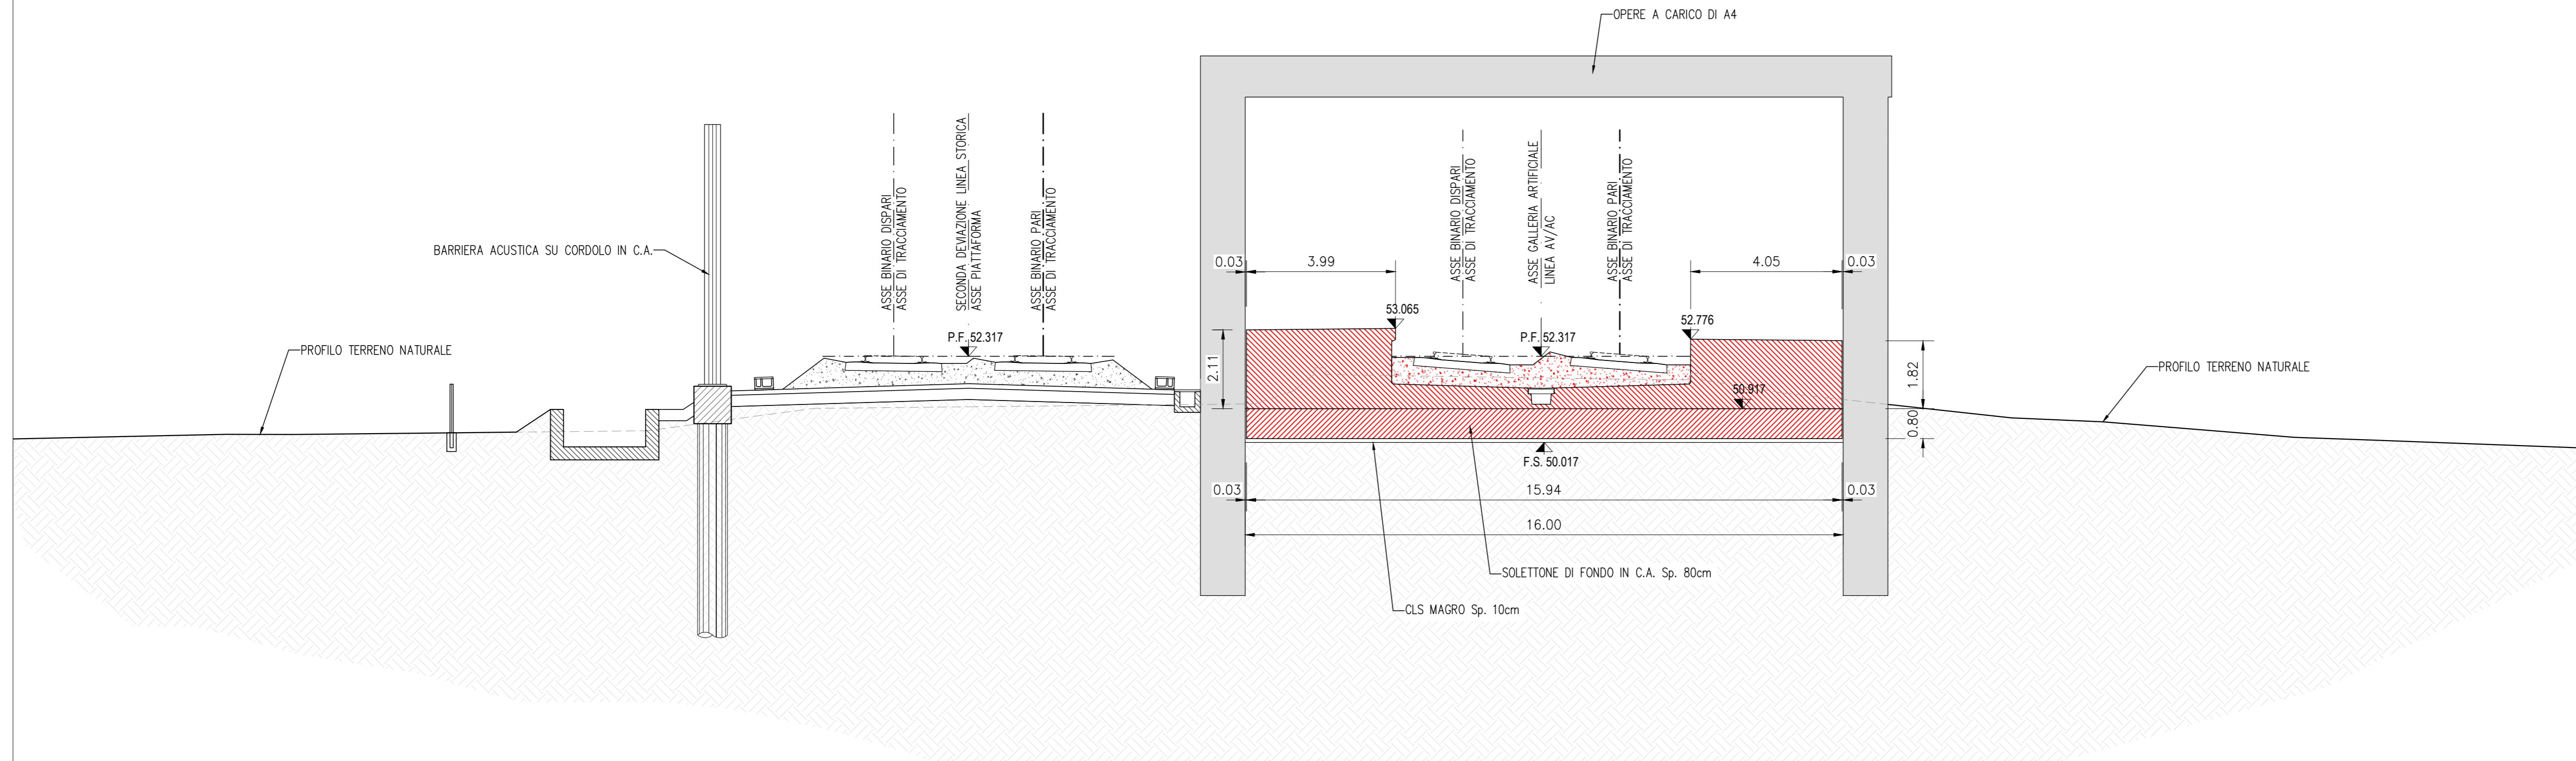 OPERE A CARICO DI A4
BARRIERA ACUSTICA SU CORDOLO IN C.A.
PROFILO TERRENO NATURALE
ASSE BINARIO DISPARI
ASSE DI TRACCIAMENTO
SECONDA DEVIAZIONE LINEA STORICA
ASSE PIATTAFORMA
ASSE BINARIO PARI
ASSE DI TRACCIAMENTO
P.F. 52.317
ASSE BINARIO DISPARI
ASSE DI TRACCIAMENTO
ASSE GALLERIA ARTIFICIALE
LINEA AV/AC
ASSE BINARIO PARI
ASSE DI TRACCIAMENTO
0.03
3.99
4.05
0.03
53.065
P.F. 52.317
52.776
2.11
50.917
1.82
0.80
PROFILO TERRENO NATURALE
F.S. 50.017
0.03
15.94
0.03
16.00
SOLETTONE DI FONDO IN C.A. Sp. 80cm
CLS MAGRO Sp. 10cm